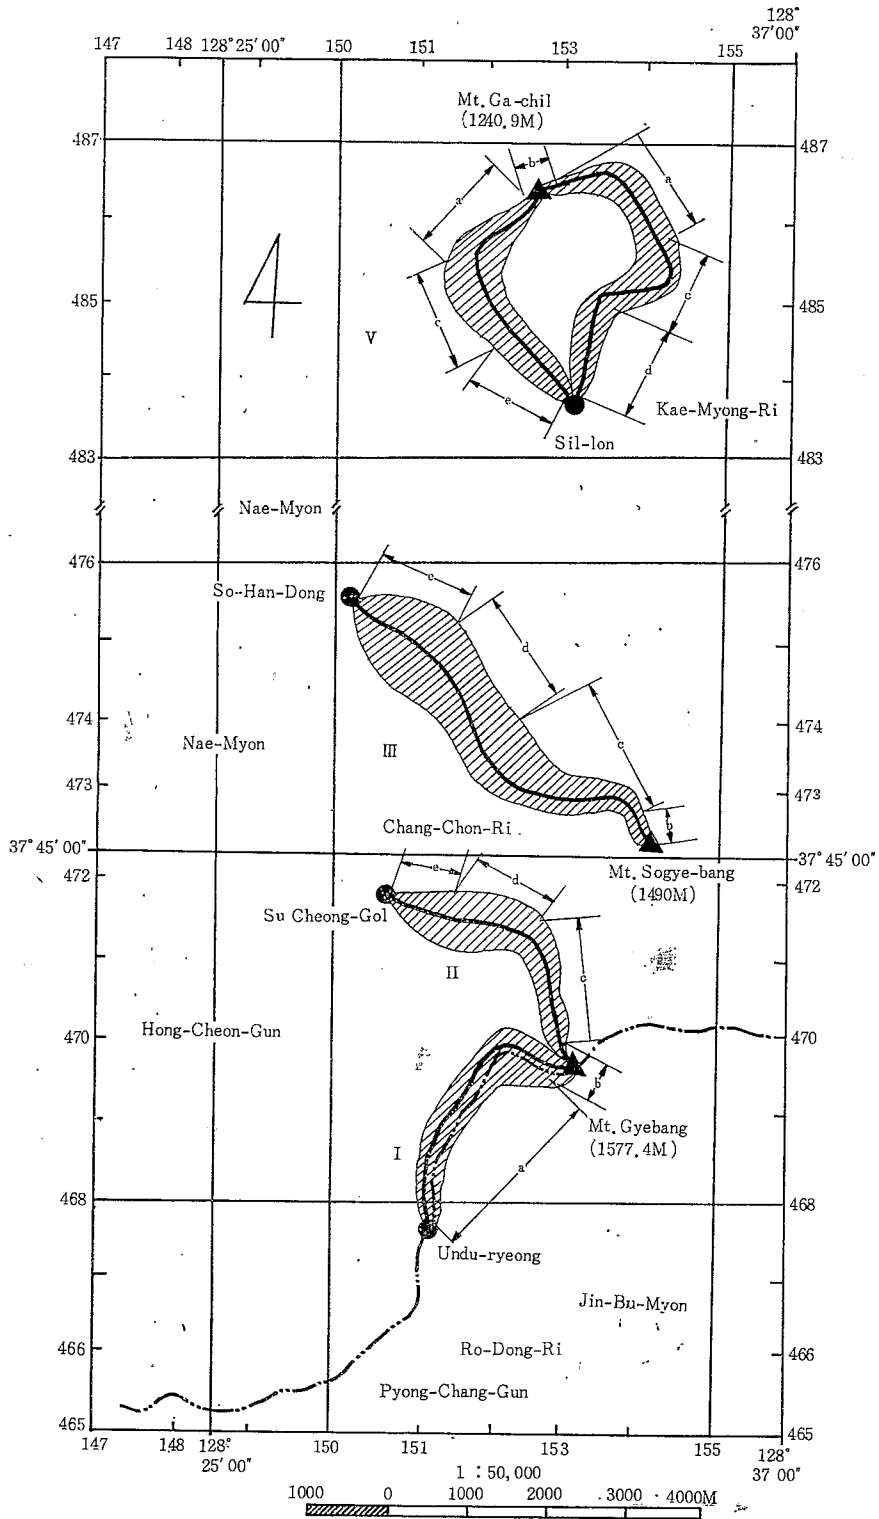 128°
37′00″
147 148 128°25′00″ 150 151 153 155
Mt. Ga-chil
(1240.9M)
487 487
b
a
a
c
c
d
e
485 485
V
Kae-Myong-Ri
Sil-lon
483 483
Nae-Myon
476 476
So-Han-Dong
e
d
c
b
474 474
Nae-Myon
III
473 473
Chang-Chon-Ri
37°45′00″ 37°45′00″
Mt. Sogye-bang
(1490M)
472 472
e
d
Su Cheong-Gol
c
II
Hong-Cheon-Gun
470 470
b
Mt. Gyebang
(1577.4M)
I
a
468 468
Undu-ryeong
Jin-Bu-Myon
Ro-Dong-Ri
466 466
Pyong-Chang-Gun
465 465
147 148 128° 150 151 153 155 128°
25′00″ 37′00″
1 : 50,000
1000 0 1000 2000 3000 4000M